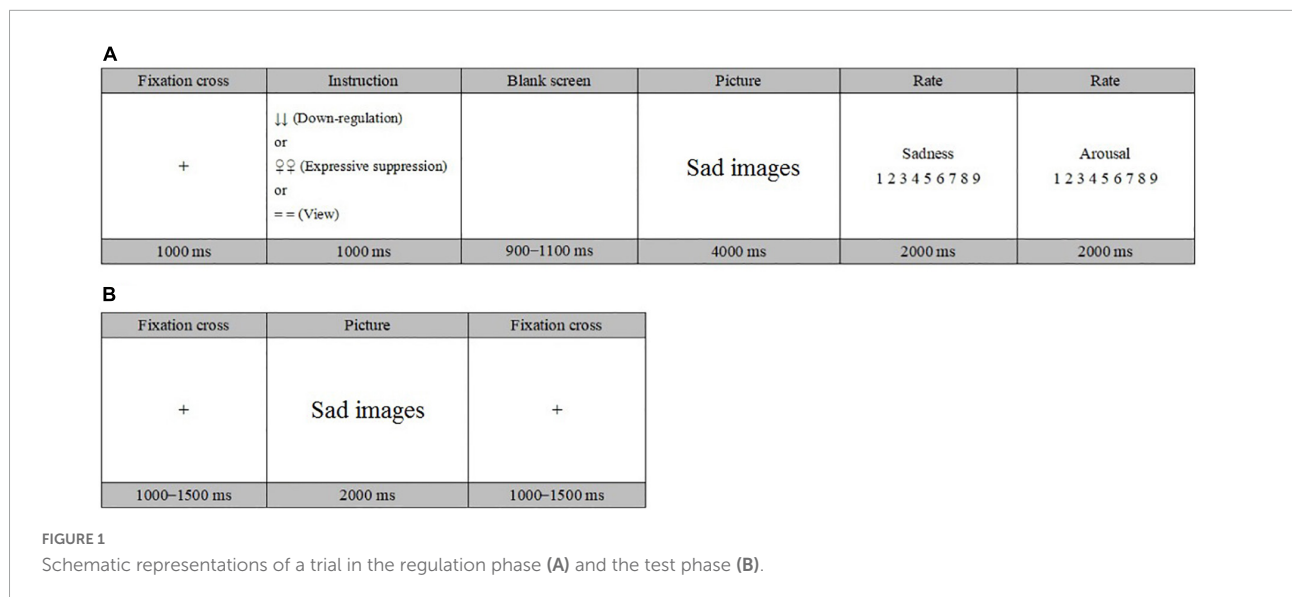 A
Fixation cross Instruction Blank screen Picture Rate Rate
↓↓ (Down-regulation)
or
+ ♀♀ (Expressive suppression) Sad images Sadness Arousal
1 2 3 4 5 6 7 8 9 1 2 3 4 5 6 7 8 9
or
= = (View)
1000 ms 1000 ms 900–1100 ms 4000 ms 2000 ms 2000 ms
B
Fixation cross Picture Fixation cross
+ Sad images +
1000–1500 ms 2000 ms 1000–1500 ms
FIGURE 1
Schematic representations of a trial in the regulation phase (A) and the test phase (B).